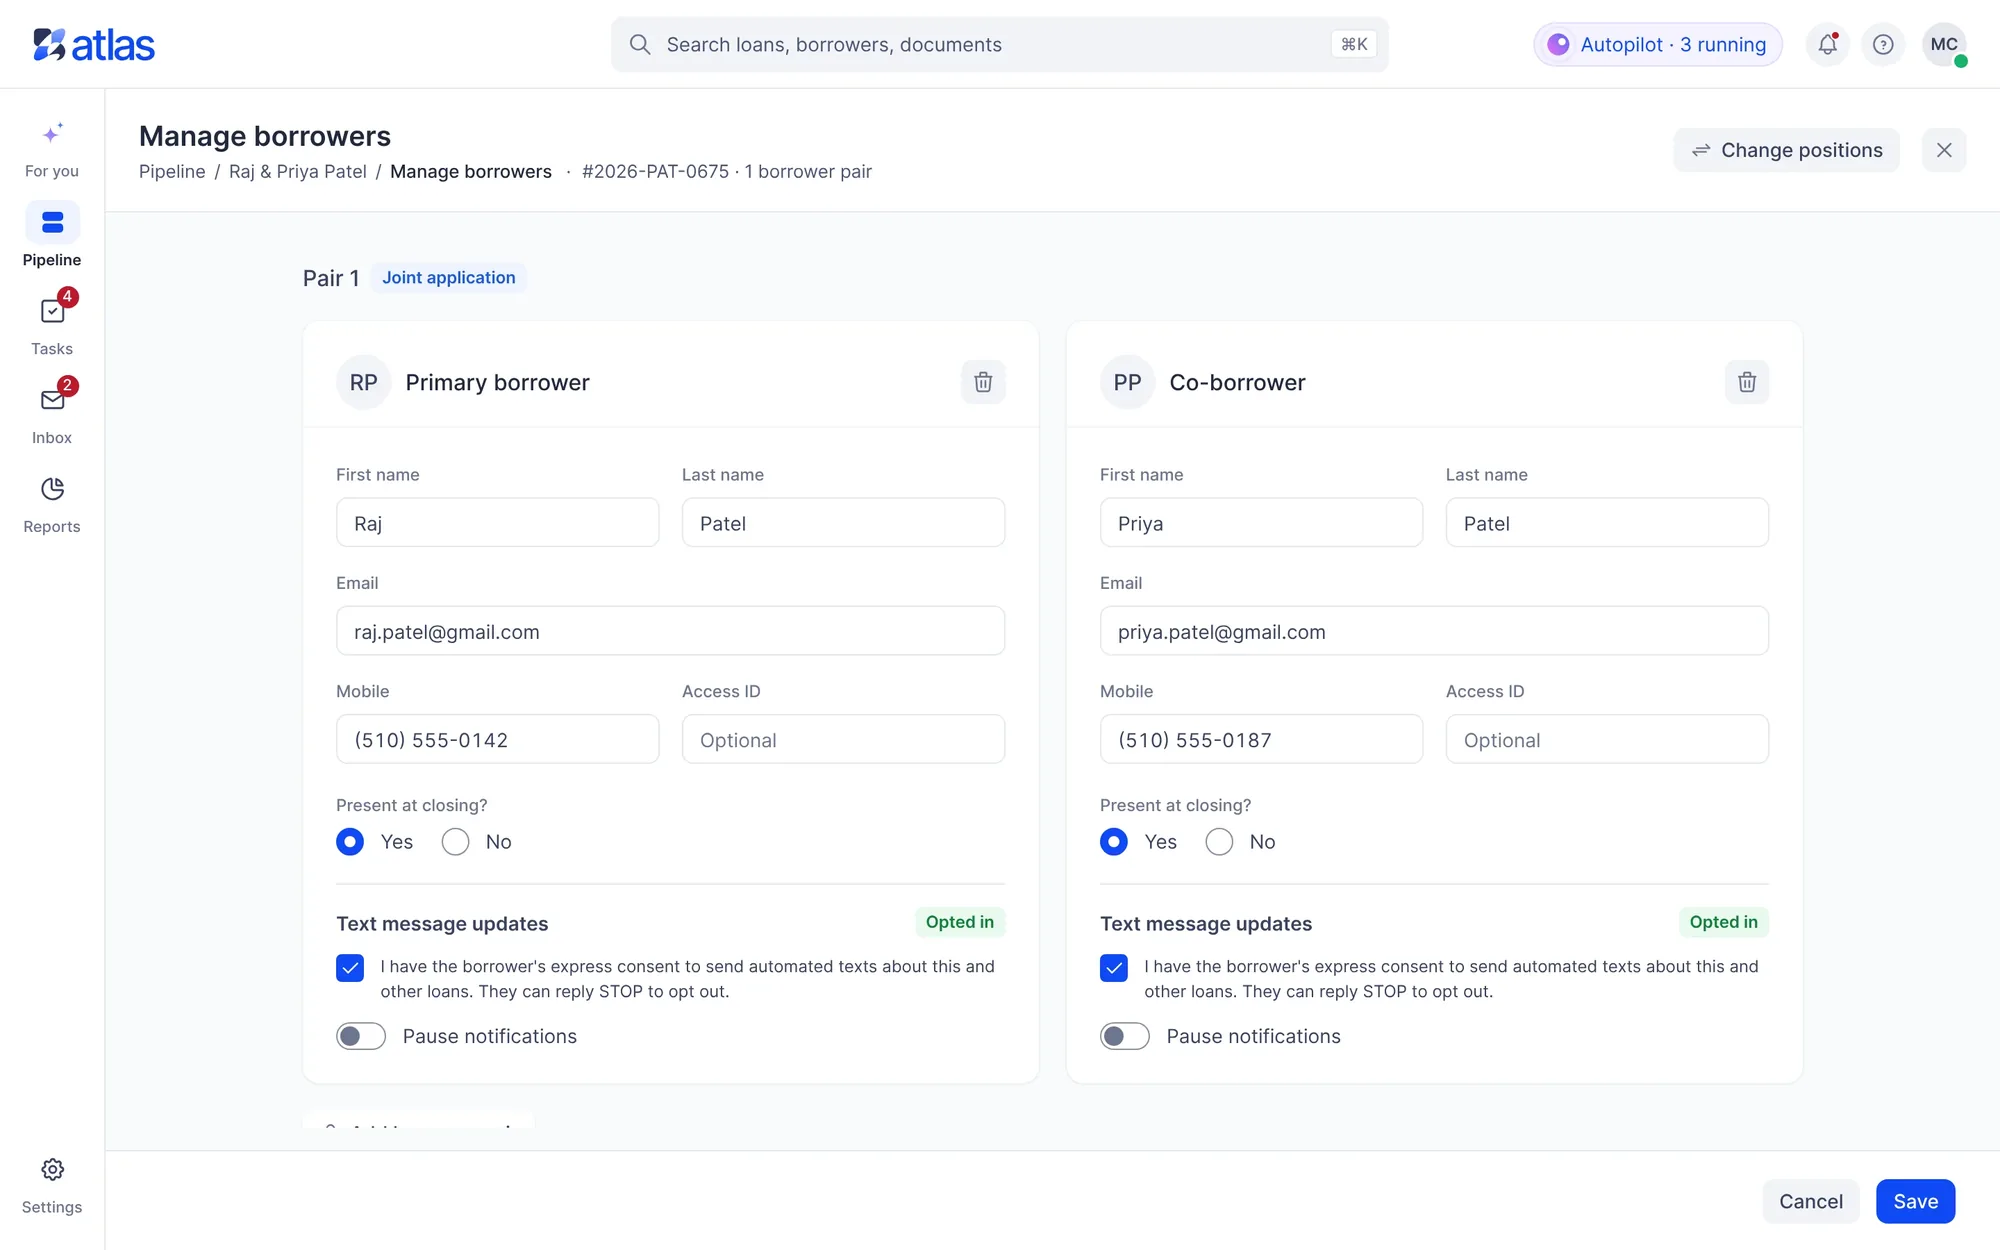 atlas
Search loans, borrowers, documents
⌘K
Autopilot · 3 running
MC
For you
Pipeline
4
Tasks
2
Inbox
Reports
Settings
Manage borrowers
Pipeline / Raj & Priya Patel / Manage borrowers · #2026-PAT-0675 · 1 borrower pair
Change positions
Pair 1
Joint application
RP
Primary borrower
First name
Last name
Raj
Patel
Email
raj.patel@gmail.com
Mobile
Access ID
(510) 555-0142
Optional
Present at closing?
Yes
No
Text message updates
Opted in
I have the borrower's express consent to send automated texts about this and
other loans. They can reply STOP to opt out.
Pause notifications
PP
Co-borrower
First name
Last name
Priya
Patel
Email
priya.patel@gmail.com
Mobile
Access ID
(510) 555-0187
Optional
Present at closing?
Yes
No
Text message updates
Opted in
I have the borrower's express consent to send automated texts about this and
other loans. They can reply STOP to opt out.
Pause notifications
Cancel
Save